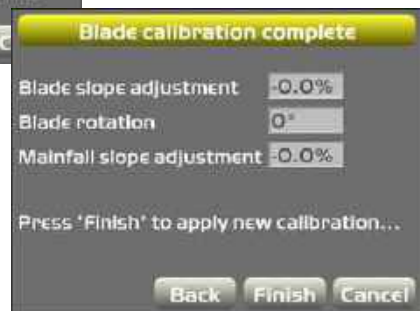 Blade calibration complete
Blade slope adjustment -0.0%
Blade rotation 0°
Mainfall slope adjustment -0.0%
Press 'Finish' to apply new calibration...
Back Finish Cancel